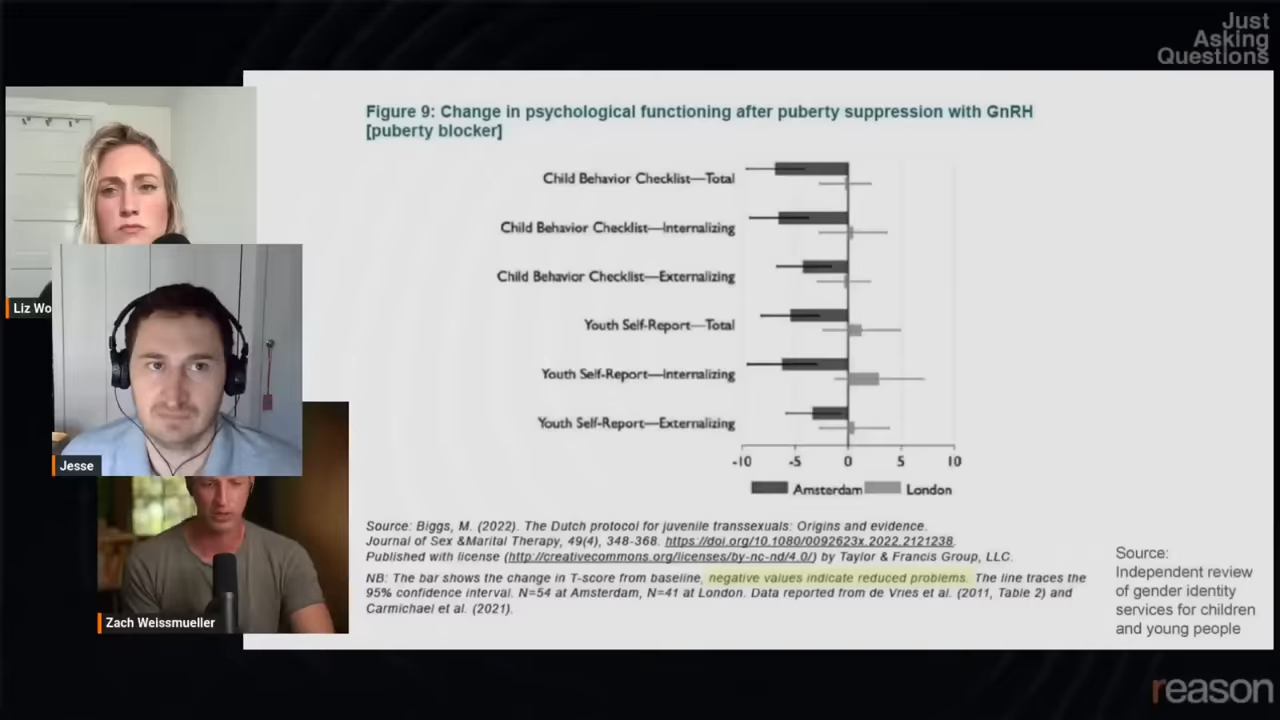 Just
Asking
Questions
Figure 9: Change in psychological functioning after puberty suppression with GnRH
[puberty blocker]
Child Behavior Checklist—Total
Child Behavior Checklist—Internalizing
Child Behavior Checklist—Externalizing
Youth Self-Report—Total
Youth Self-Report—Internalizing
Youth Self-Report—Externalizing
-10 -5 0 5 10
Amsterdam London
Source: Biggs, M. (2022). The Dutch protocol for juvenile transsexuals: Origins and evidence.
Journal of Sex &Marital Therapy, 49(4), 348-368. https://doi.org/10.1080/0092623x.2022.2121238.
Published with license (http://creativecommons.org/licenses/by-nc-nd/4.0/) by Taylor & Francis Group, LLC.
NB: The bar shows the change in T-score from baseline, negative values indicate reduced problems. The line traces the
95% confidence interval. N=54 at Amsterdam, N=41 at London. Data reported from de Vries et al. (2011, Table 2) and
Carmichael et al. (2021).
Source:
Independent review
of gender identity
services for children
and young people
Liz Wo
Jesse
Zach Weissmueller
reason